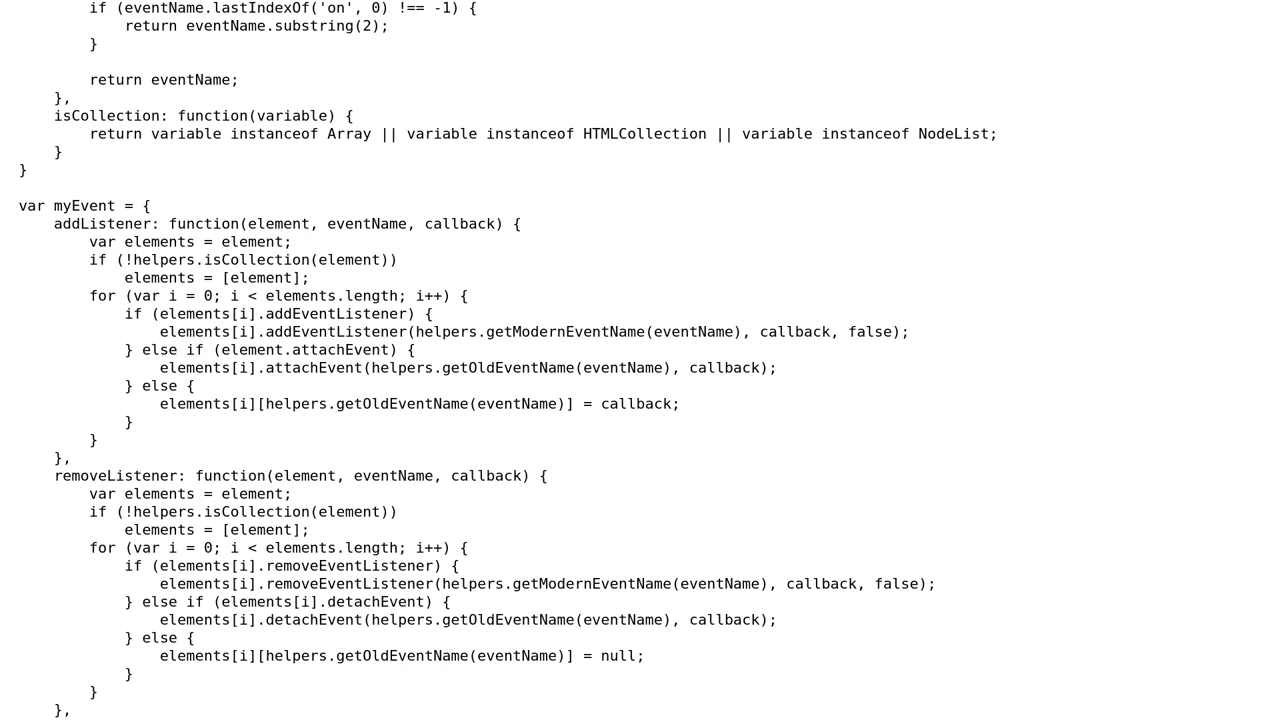 if (eventName.lastIndexOf('on', 0) !== -1) {
            return eventName.substring(2);
        }

        return eventName;
    },
    isCollection: function(variable) {
        return variable instanceof Array || variable instanceof HTMLCollection || variable instanceof NodeList;
    }
}

var myEvent = {
    addListener: function(element, eventName, callback) {
        var elements = element;
        if (!helpers.isCollection(element))
            elements = [element];
        for (var i = 0; i < elements.length; i++) {
            if (elements[i].addEventListener) {
                elements[i].addEventListener(helpers.getModernEventName(eventName), callback, false);
            } else if (element.attachEvent) {
                elements[i].attachEvent(helpers.getOldEventName(eventName), callback);
            } else {
                elements[i][helpers.getOldEventName(eventName)] = callback;
            }
        }
    },
    removeListener: function(element, eventName, callback) {
        var elements = element;
        if (!helpers.isCollection(element))
            elements = [element];
        for (var i = 0; i < elements.length; i++) {
            if (elements[i].removeEventListener) {
                elements[i].removeEventListener(helpers.getModernEventName(eventName), callback, false);
            } else if (elements[i].detachEvent) {
                elements[i].detachEvent(helpers.getOldEventName(eventName), callback);
            } else {
                elements[i][helpers.getOldEventName(eventName)] = null;
            }
        }
    },